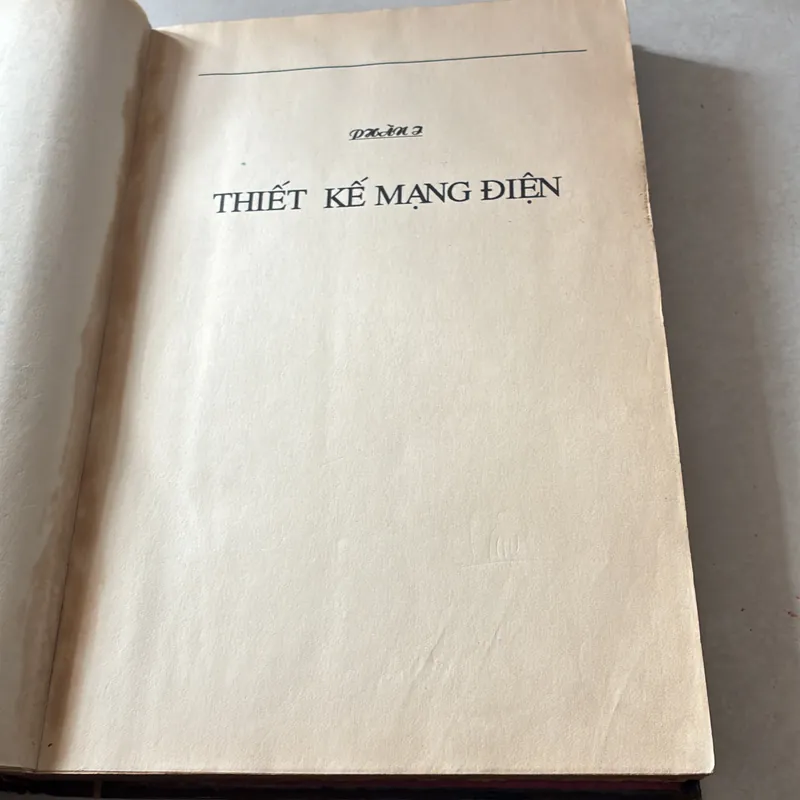 PHẦN I
THIẾT KẾ MẠNG ĐIỆN